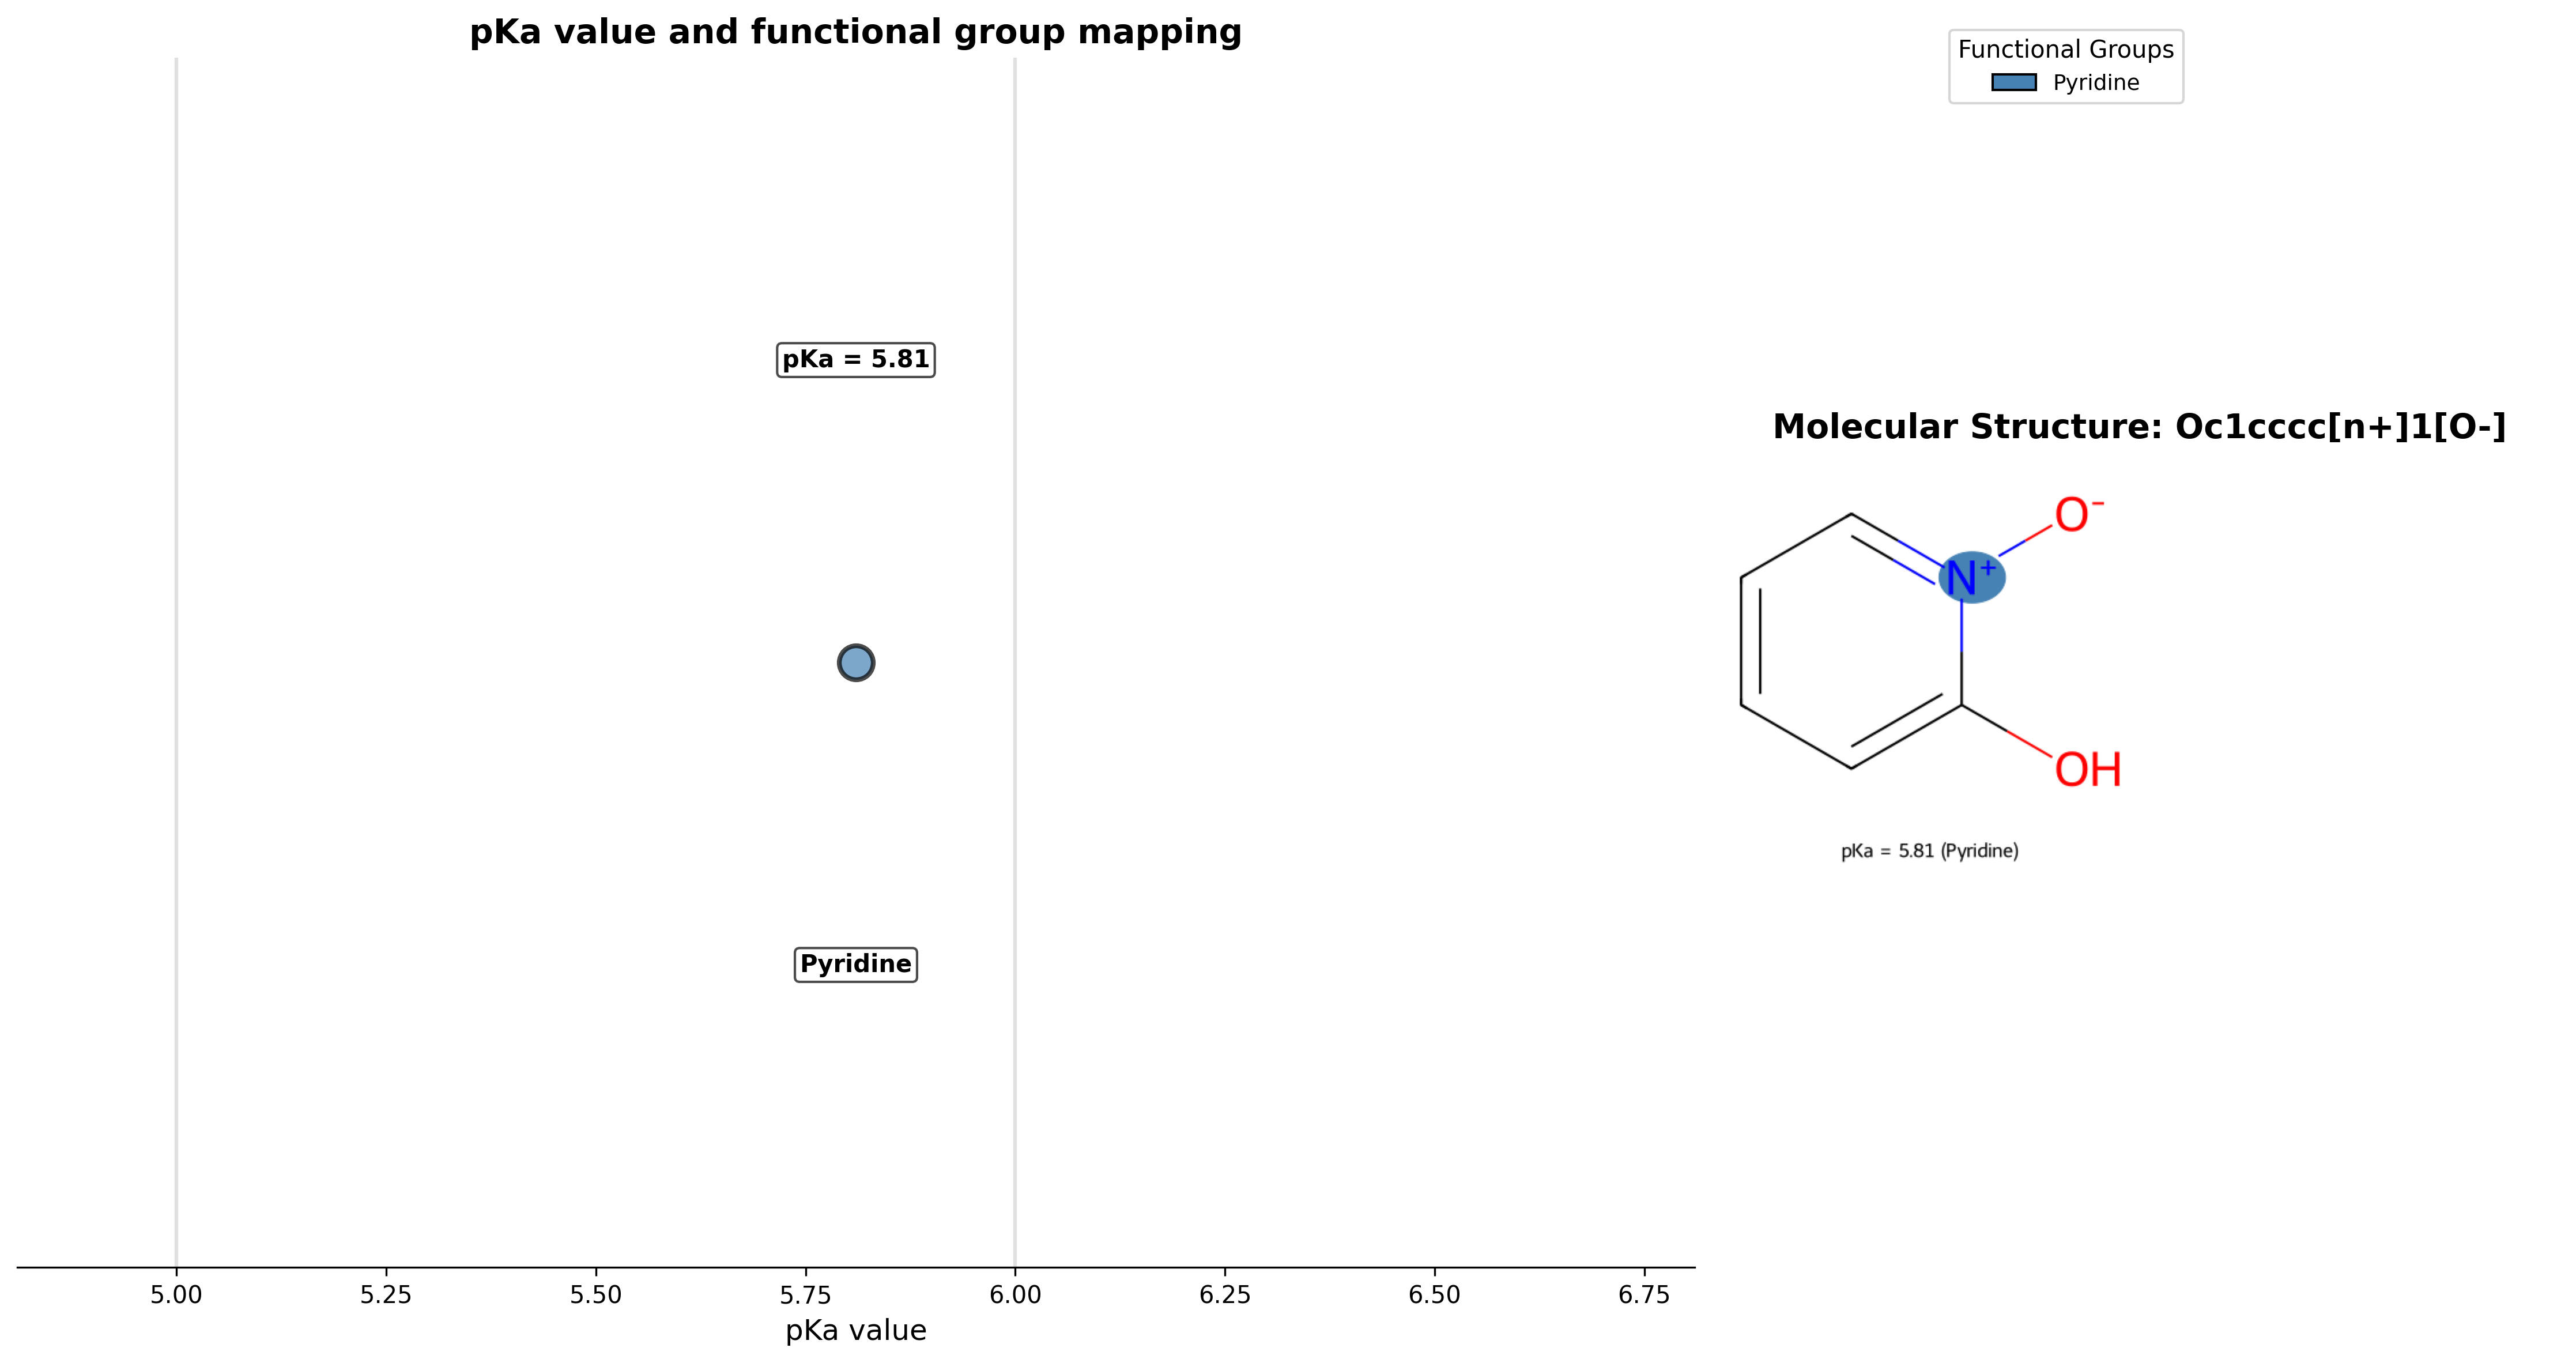 pKa value and functional group mapping
Functional Groups
Pyridine
pKa = 5.81
Molecular Structure: Oc1cccc[n+]1[O-]
O⁻
N⁺
OH
pKa = 5.81 (Pyridine)
Pyridine
5.00 5.25 5.50 5.75 6.00 6.25 6.50 6.75
pKa value